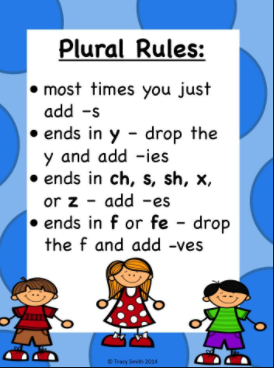 Plural Rules:
• most times you just
add –s
• ends in y – drop the
y and add –ies
• ends in ch, s, sh, x,
or z – add –es
• ends in f or fe – drop
the f and add –ves
© Tracy Smith 2014